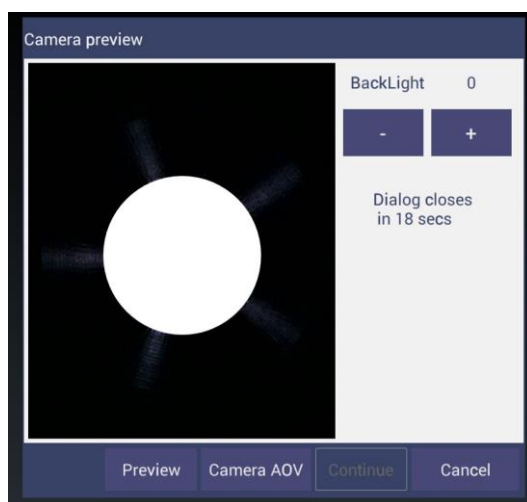 Camera preview
BackLight 0
- +
Dialog closes
in 18 secs
Preview Camera AOV Continue Cancel